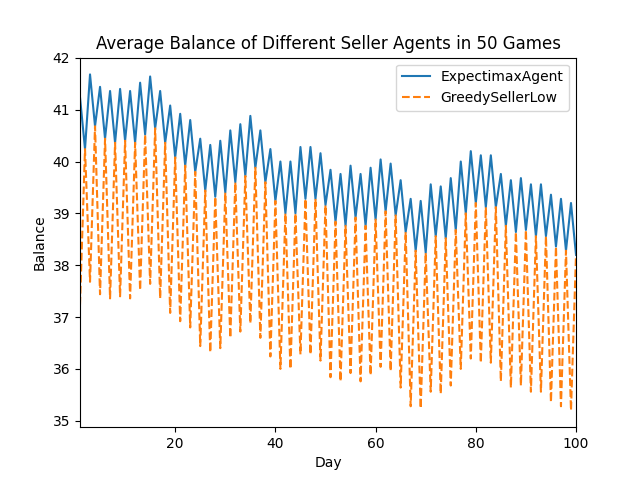 Average Balance of Different Seller Agents in 50 Games
ExpectimaxAgent
GreedySellerLow
42
41
40
39
38
37
36
35
Balance
20
40
60
80
100
Day